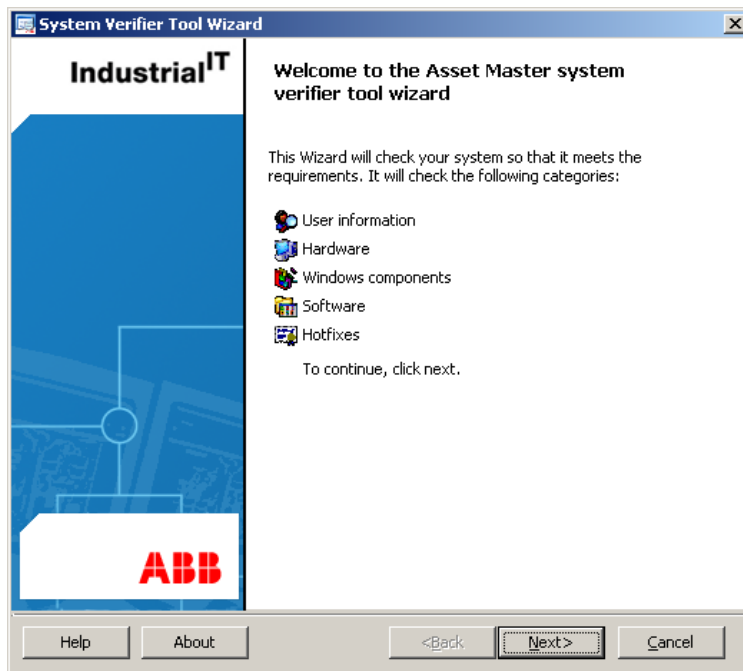 System Verifier Tool Wizard
Industrial IT
Welcome to the Asset Master system
verifier tool wizard
This Wizard will check your system so that it meets the
requirements. It will check the following categories:
User information
Hardware
Windows components
Software
Hotfixes
To continue, click next.
ABB
Help
About
<Back
Next>
Cancel